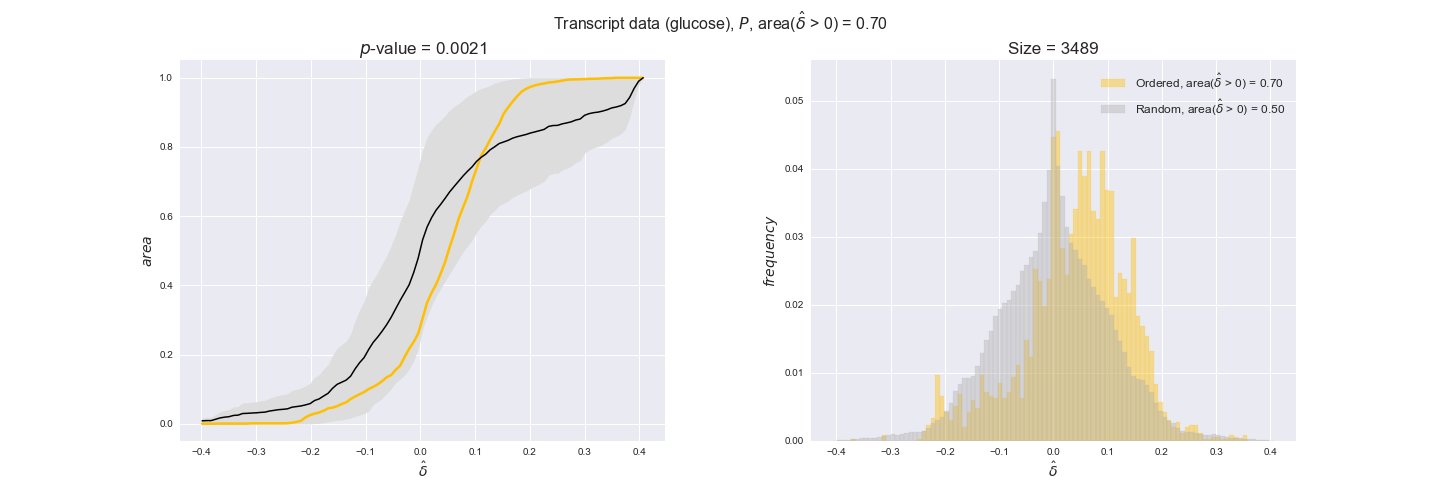 Transcript data (glucose), P, area(δ̂ > 0) = 0.70
p-value = 0.0021
area
1.0
0.8
0.6
0.4
0.2
0.0
−0.4 −0.3 −0.2 −0.1 0.0 0.1 0.2 0.3 0.4
δ̂
Size = 3489
Ordered, area(δ̂ > 0) = 0.70
Random, area(δ̂ > 0) = 0.50
frequency
0.05
0.04
0.03
0.02
0.01
0.00
−0.4 −0.3 −0.2 −0.1 0.0 0.1 0.2 0.3 0.4
δ̂